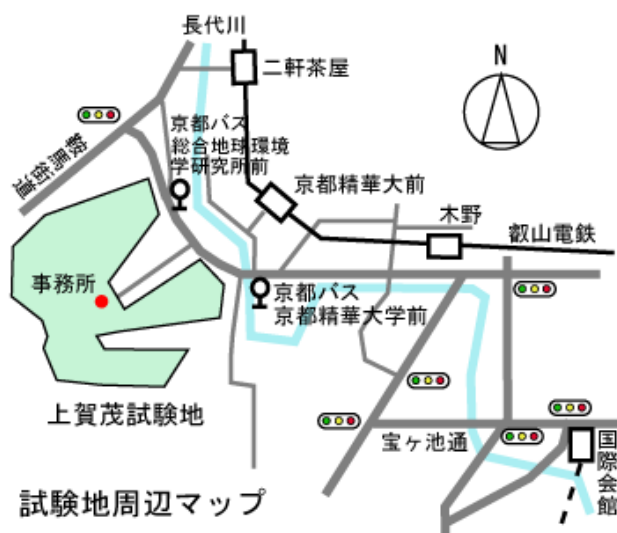 長代川
二軒茶屋
N
京都バス
総合地球環境
学研究所前
鞍馬街道
京都精華大前
木野
叡山電鉄
事務所
京都バス
京都精華大学前
上賀茂試験地
宝ヶ池通
国際会館
試験地周辺マップ